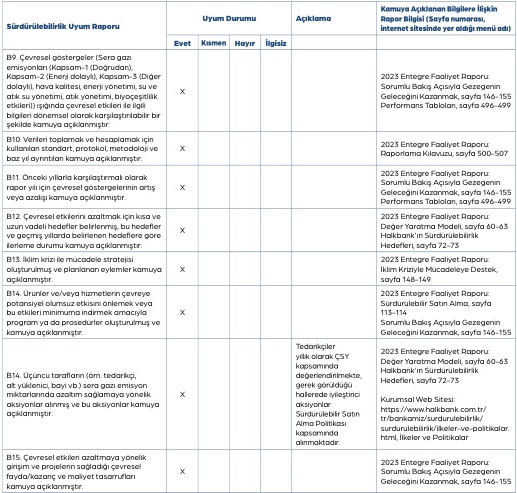 Sürdürülebilirlik Uyum Raporu
Uyum Durumu
Açıklama
Kamuya Açıklanan Bilgilere İlişkin
Rapor Bilgisi (Sayfa numarası,
internet sitesinde yer aldığı menü adı)
Evet Kısmen Hayır İlgisiz
B9. Çevresel göstergeler (Sera gazı
emisyonları (Kapsam-1 (Doğrudan),
Kapsam-2 (Enerji dolaylı), Kapsam-3 (Diğer
dolaylı), hava kalitesi, enerji yönetimi, su ve
atık su yönetimi, atık yönetimi, biyoçeşitlilik
etkileri)) ışığında çevresel etkileri ile ilgili
bilgileri dönemsel olarak karşılaştırılabilir bir
şekilde kamuya açıklanmıştır.
X
2023 Entegre Faaliyet Raporu:
Sorumlu Bakış Açısıyla Gezegenin
Geleceğini Kazanmak, sayfa 146-155
Performans Tabloları, sayfa 496-499
B10. Verileri toplamak ve hesaplamak için
kullanılan standart, protokol, metodoloji ve
baz yıl ayrıntıları kamuya açıklanmıştır.
X
2023 Entegre Faaliyet Raporu:
Raporlama Kılavuzu, sayfa 500-507
B11. Önceki yıllarla karşılaştırmalı olarak
rapor yılı için çevresel göstergelerinin artış
veya azalışı kamuya açıklanmıştır.
X
2023 Entegre Faaliyet Raporu:
Sorumlu Bakış Açısıyla Gezegenin
Geleceğini Kazanmak, sayfa 146-155
Performans Tabloları, sayfa 496-499
B12. Çevresel etkilerini azaltmak için kısa ve
uzun vadeli hedefler belirlenmiş, bu hedefler
ve geçmiş yıllarda belirlenen hedeflere göre
ilerleme durumu kamuya açıklanmıştır.
X
2023 Entegre Faaliyet Raporu:
Değer Yaratma Modeli, sayfa 60-63
Halkbank'ın Sürdürülebilirlik
Hedefleri, sayfa 72-73
B13. İklim krizi ile mücadele stratejisi
oluşturulmuş ve planlanan eylemler kamuya
açıklanmıştır.
X
2023 Entegre Faaliyet Raporu:
İklim Kriziyle Mücadeleye Destek,
sayfa 148-149
B14. Ürünler ve/veya hizmetlerin çevreye
potansiyel olumsuz etkisini önlemek veya
bu etkileri minimuma indirmek amacıyla
program ya da prosedürler oluşturulmuş ve
kamuya açıklanmıştır.
X
2023 Entegre Faaliyet Raporu:
Sürdürülebilir Satın Alma, sayfa
113-114
Sorumlu Bakış Açısıyla Gezegenin
Geleceğini Kazanmak, sayfa 146-155
B14. Üçüncü tarafların (örn. tedarikçi,
alt yüklenici, bayi vb.) sera gazı emisyon
miktarlarında azaltım sağlamaya yönelik
aksiyonlar alınmış ve bu aksiyonlar kamuya
açıklanmıştır.
X
Tedarikçiler
yıllık olarak ÇSY
kapsamında
değerlendirilmekte,
gerek görüldüğü
hallerde iyileştirici
aksiyonlar
Sürdürülebilir Satın
Alma Politikası
kapsamında
alınmaktadır.
2023 Entegre Faaliyet Raporu:
Değer Yaratma Modeli, sayfa 60-63
Halkbank'ın Sürdürülebilirlik
Hedefleri, sayfa 72-73
Kurumsal Web Sitesi:
https://www.halkbank.com.tr/
tr/bankamiz/surdurulebilirlik/
surdurulebilirlik/ilkeler-ve-politikalar.
html, İlkeler ve Politikalar
B15. Çevresel etkileri azaltmaya yönelik
girişim ve projelerin sağladığı çevresel
fayda/kazanç ve maliyet tasarrufları
kamuya açıklanmıştır.
X
2023 Entegre Faaliyet Raporu:
Sorumlu Bakış Açısıyla Gezegenin
Geleceğini Kazanmak, sayfa 146-155